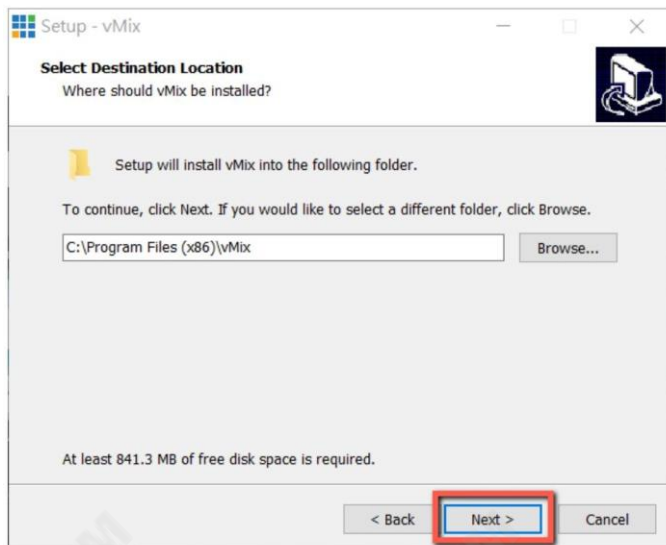 Setup - vMix
Select Destination Location
Where should vMix be installed?
Setup will install vMix into the following folder.
To continue, click Next. If you would like to select a different folder, click Browse.
C:\Program Files (x86)\vMix
Browse...
At least 841.3 MB of free disk space is required.
< Back
Next >
Cancel